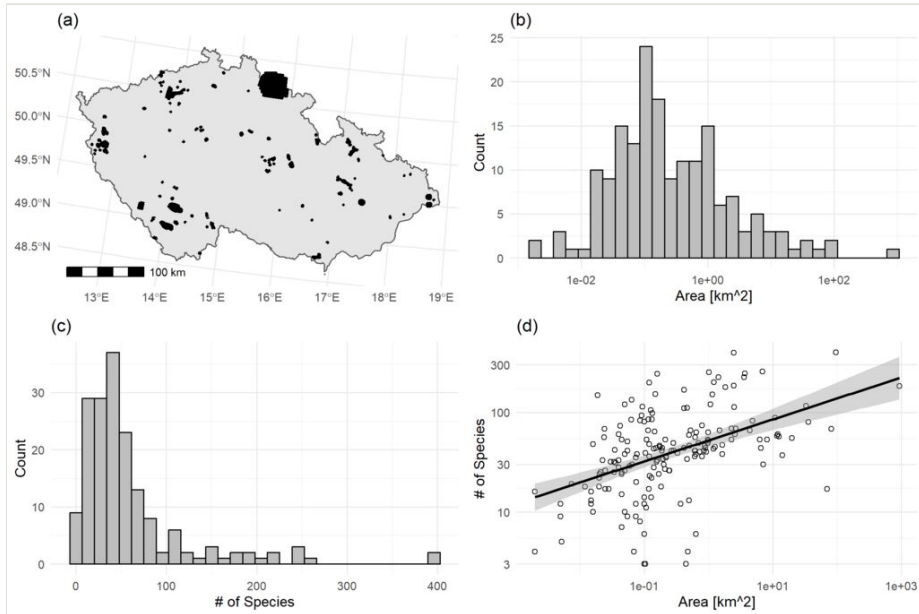 (a)
50.5°N
50.0°N
49.5°N
49.0°N
48.5°N
100 km
13°E 14°E 15°E 16°E 17°E 18°E 19°E
(b)
25
20
15
10
5
0
Count
1e-02 1e+00 1e+02
Area [km^2]
(c)
30
20
10
0
Count
0 100 200 300 400
# of Species
(d)
300
100
30
10
3
# of Species
1e-01 1e+01 1e+03
Area [km^2]